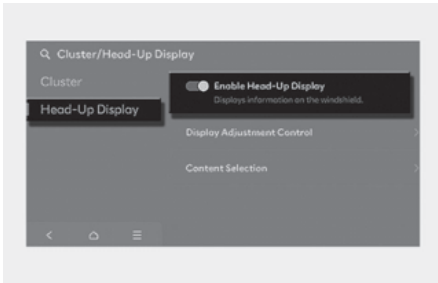 Cluster/Head-Up Display
Cluster
Enable Head-Up Display
Displays information on the windshield.
Head-Up Display
Display Adjustment Control
Content Selection